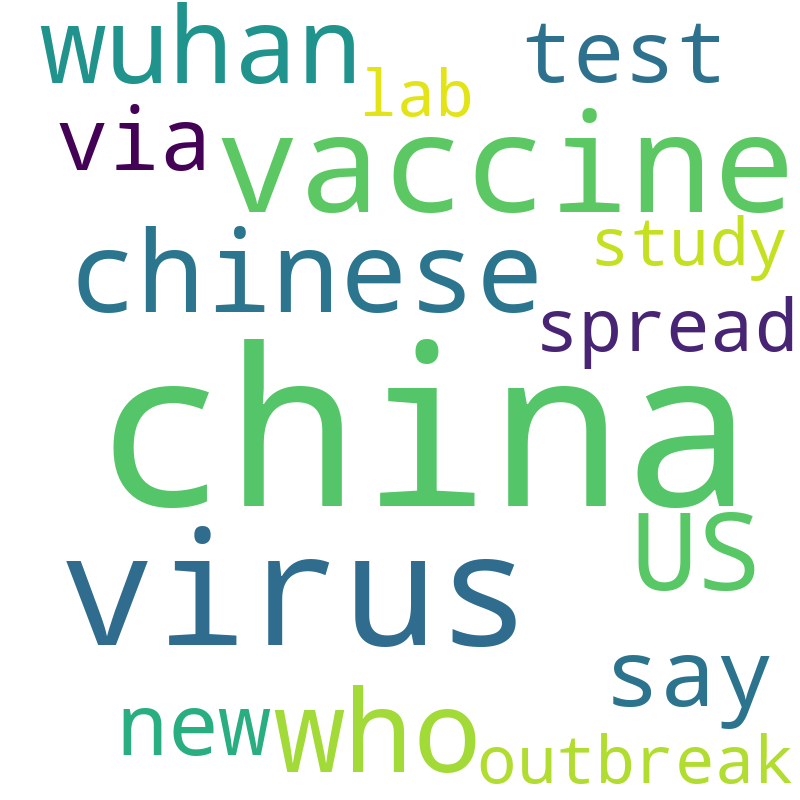 wuhan
test
lab
via
vaccine
study
chinese
spread
china
US
virus
say
new
who
outbreak